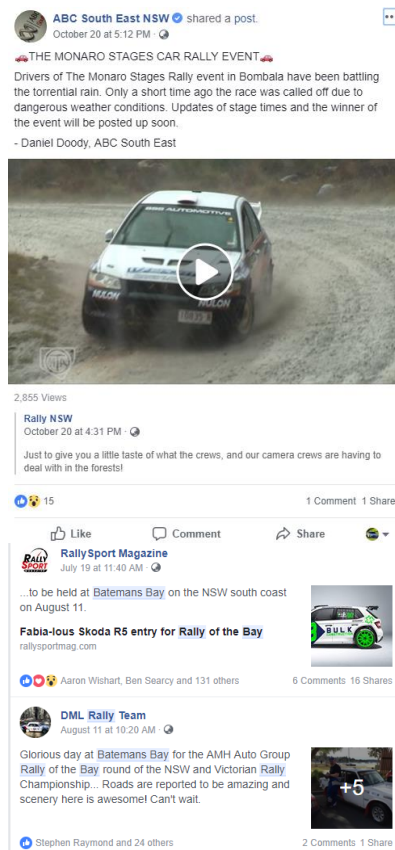 ABC South East NSW shared a post.
October 20 at 5:12 PM ·
THE MONARO STAGES CAR RALLY EVENT
Drivers of The Monaro Stages Rally event in Bombala have been battling
the torrential rain. Only a short time ago the race was called off due to
dangerous weather conditions. Updates of stage times and the winner of
the event will be posted up soon.
- Daniel Doody, ABC South East
AUTOMOTIVE
NULON
NULON
2,855 Views
Rally NSW
October 20 at 4:31 PM ·
Just to give you a little taste of what the crews, and our camera crews are having to
deal with in the forests!
15
1 Comment 1 Share
Like Comment Share
RALLY
SPORT
RallySport Magazine
July 19 at 11:40 AM ·
...to be held at Batemans Bay on the NSW south coast
on August 11.
Fabia-lous Skoda R5 entry for Rally of the Bay
rallysportmag.com
BULK
Aaron Wishart, Ben Searcy and 131 others
6 Comments 16 Shares
DML Rally Team
August 11 at 10:20 AM ·
Glorious day at Batemans Bay for the AMH Auto Group
Rally of the Bay round of the NSW and Victorian Rally
Championship... Roads are reported to be amazing and
scenery here is awesome! Can't wait.
+5
Stephen Raymond and 24 others
2 Comments 1 Share